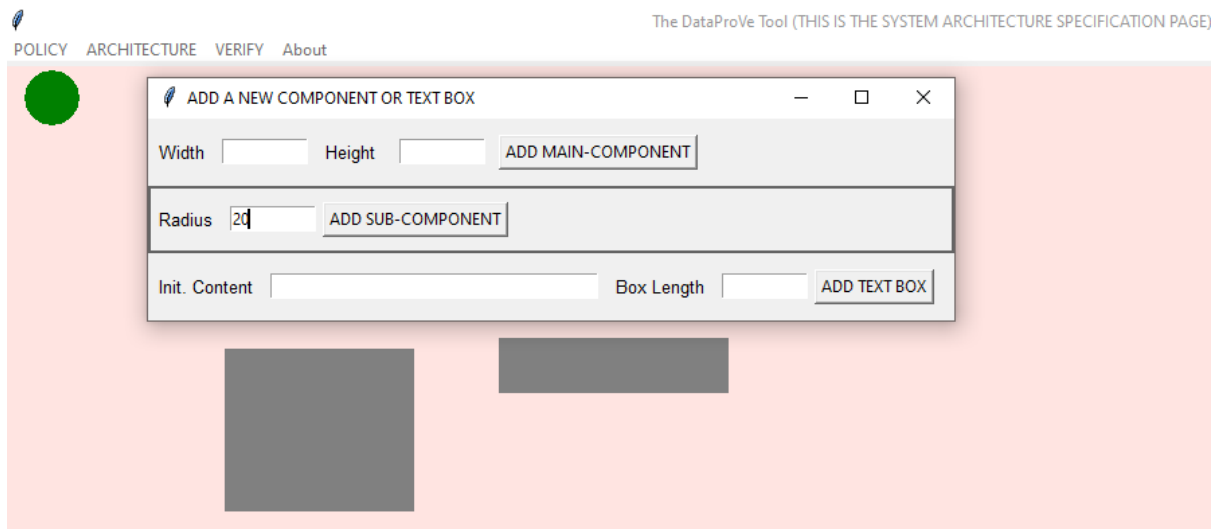 The DataProVe Tool (THIS IS THE SYSTEM ARCHITECTURE SPECIFICATION PAGE)
POLICY ARCHITECTURE VERIFY About
ADD A NEW COMPONENT OR TEXT BOX
Width Height ADD MAIN-COMPONENT
Radius 20 ADD SUB-COMPONENT
Init. Content Box Length ADD TEXT BOX